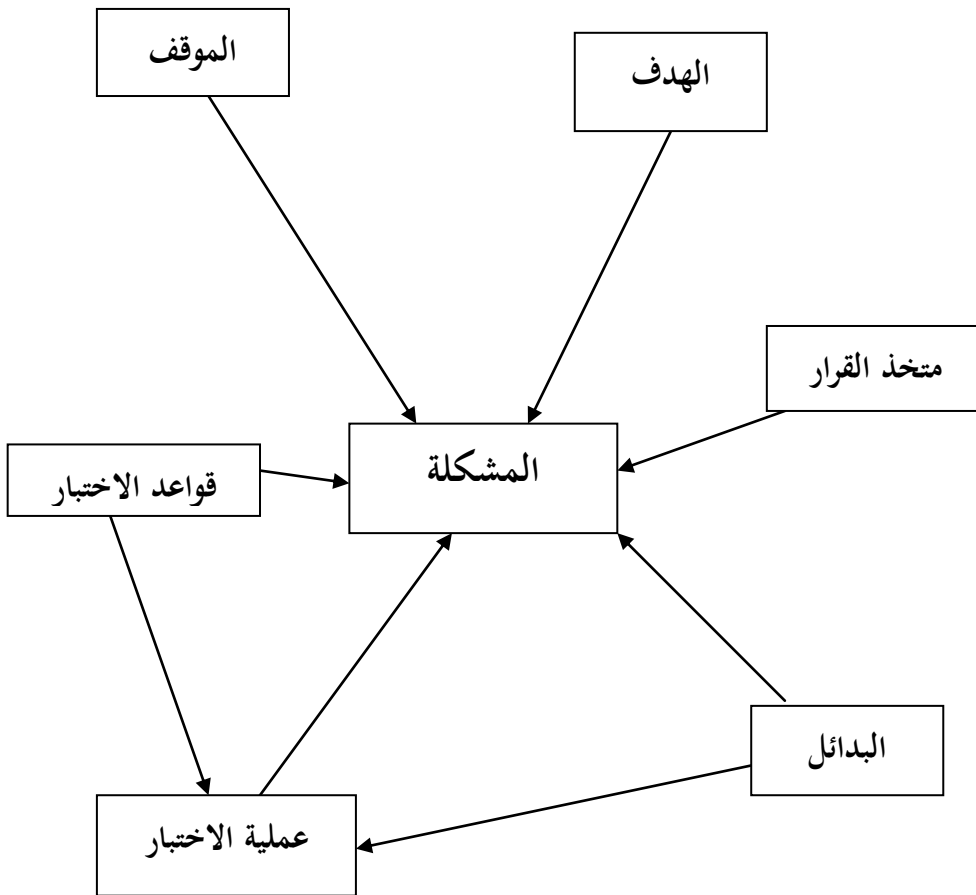 الموقف
الهدف
متخذ القرار
المشكلة
قواعد الاختبار
البدائل
عملية الاختبار